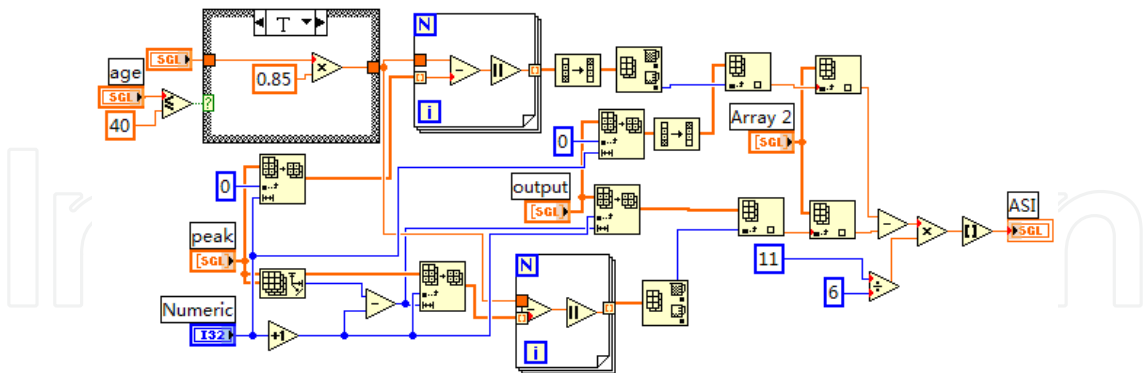 T
N
SGL
×
−
||
0.85
age
SGL
≤
?
40
i
Array 2
0
[SGL
0
output
[SGL
ASI
peak
−
×
[]
SGL
[SGL
11
N
÷
6
−
−
||
Numeric
I32
+1
i